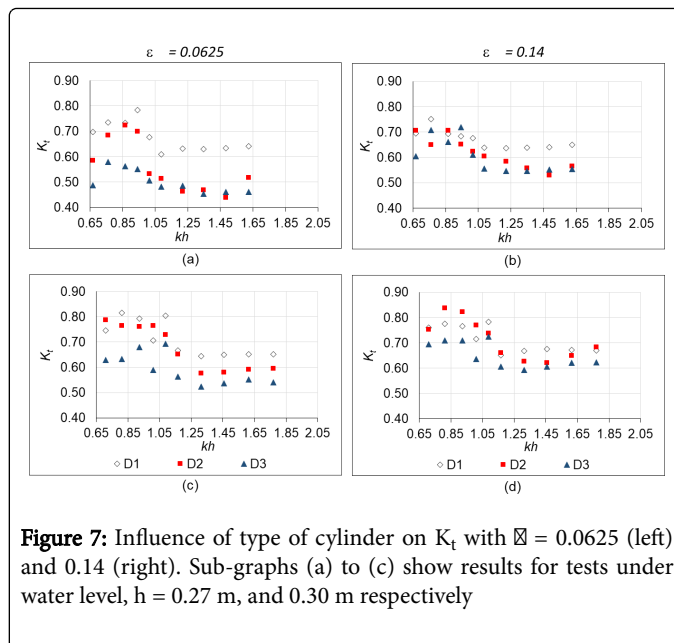 ε = 0.0625
ε = 0.14
0.90
0.80
0.70
0.60
0.50
0.40
Kt
0.65 0.85 1.05 1.25 1.45 1.65 1.85 2.05
kh
(a)
0.90
0.80
0.70
0.60
0.50
0.40
Kt
0.65 0.85 1.05 1.25 1.45 1.65 1.85 2.05
kh
(b)
0.90
0.80
0.70
0.60
0.50
0.40
Kt
0.65 0.85 1.05 1.25 1.45 1.65 1.85 2.05
kh
D1 D2 D3
(c)
0.90
0.80
0.70
0.60
0.50
0.40
Kt
0.65 0.85 1.05 1.25 1.45 1.65 1.85 2.05
kh
D1 D2 D3
(d)
Figure 7: Influence of type of cylinder on Kt with � = 0.0625 (left)
and 0.14 (right). Sub-graphs (a) to (c) show results for tests under
water level, h = 0.27 m, and 0.30 m respectively